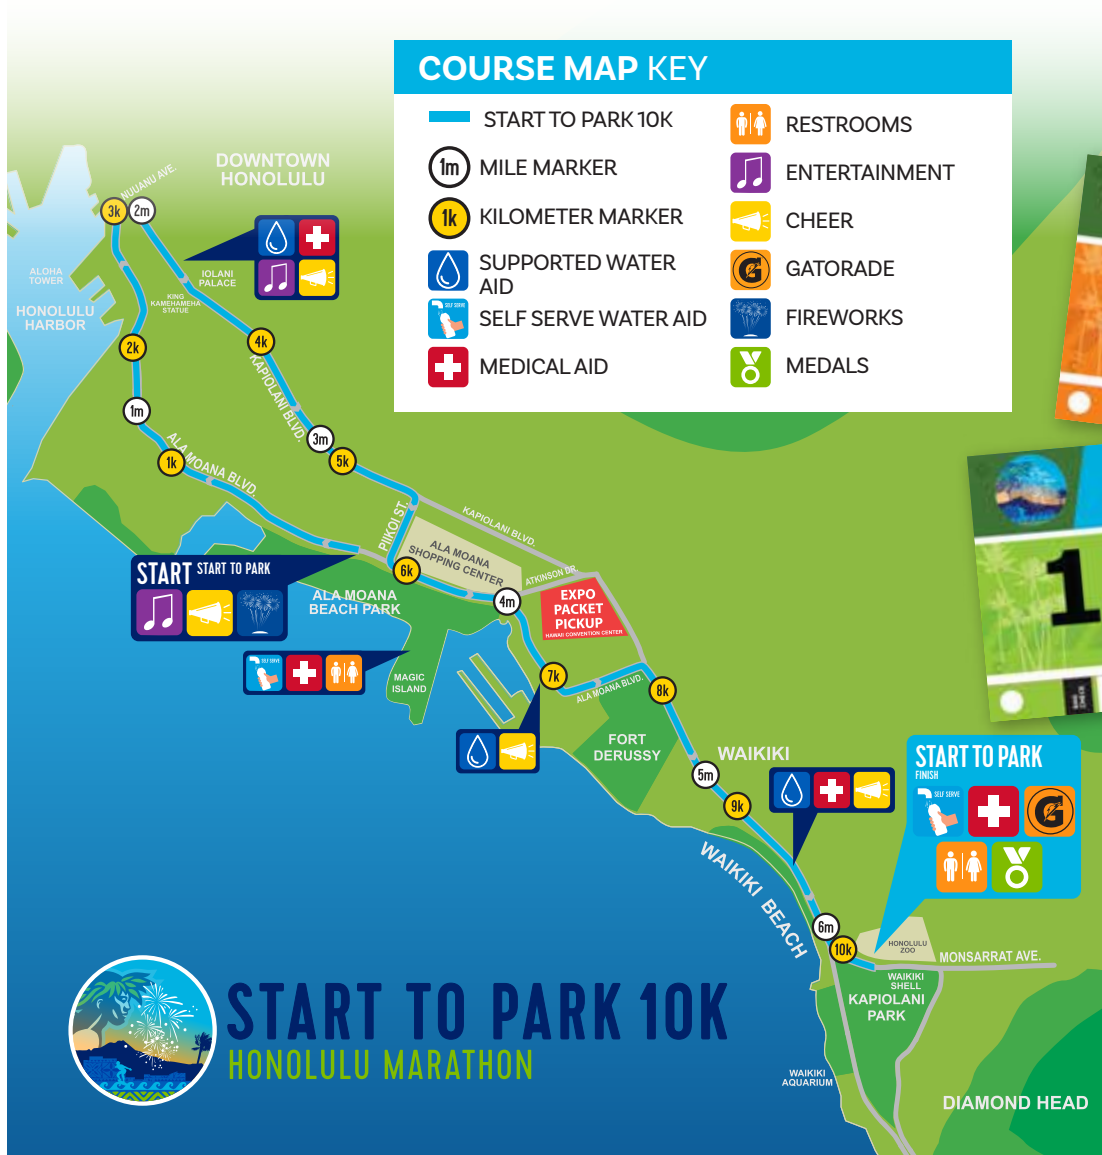 COURSE MAP KEY
START TO PARK 10K
1m MILE MARKER
1k KILOMETER MARKER
SUPPORTED WATER
AID
SELF SERVE
SELF SERVE WATER AID
MEDICAL AID
RESTROOMS
ENTERTAINMENT
CHEER
G GATORADE
FIREWORKS
MEDALS
DOWNTOWN
HONOLULU
NUUANU AVE.
3k
2m
ALOHA
TOWER
IOLANI
PALACE
KING
KAMEHAMEHA
STATUE
HONOLULU
HARBOR
2k
4k
KAPIOLANI BLVD.
1m
3m
5k
1k
ALA MOANA BLVD.
PIIKOI ST.
KAPIOLANI BLVD.
ALA MOANA
SHOPPING CENTER
ATKINSON DR.
START START TO PARK
6k
ALA MOANA
BEACH PARK
4m
EXPO
PACKET
PICKUP
HAWAII CONVENTION CENTER
SELF SERVE
MAGIC
ISLAND
7k
ALA MOANA BLVD.
8k
FORT
DERUSSY
WAIKIKI
5m
9k
START TO PARK
FINISH
SELF SERVE
G
WAIKIKI BEACH
6m
10k
HONOLULU
ZOO
MONSARRAT AVE.
WAIKIKI
SHELL
KAPIOLANI
PARK
WAIKIKI
AQUARIUM
DIAMOND HEAD
1
START TO PARK 10K
HONOLULU MARATHON